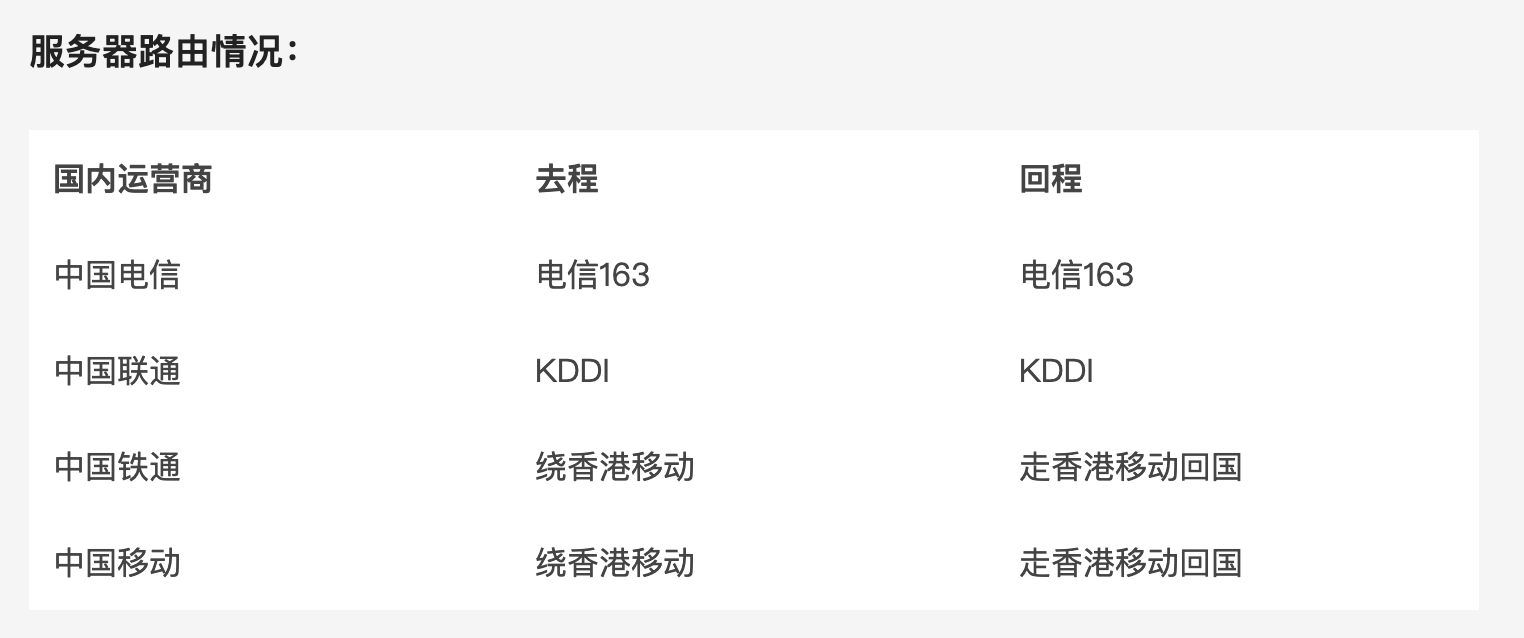 服务器路由情况：
国内运营商 去程 回程
中国电信 电信163 电信163
中国联通 KDDI KDDI
中国铁通 绕香港移动 走香港移动回国
中国移动 绕香港移动 走香港移动回国